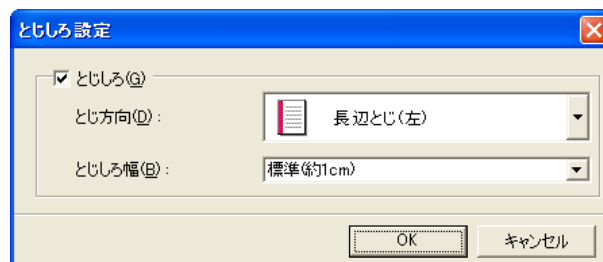 とじしろ設定
とじしろ(G)
とじ方向(D):
長辺とじ(左)
とじしろ幅(B):
標準(約1cm)
OK
キャンセル